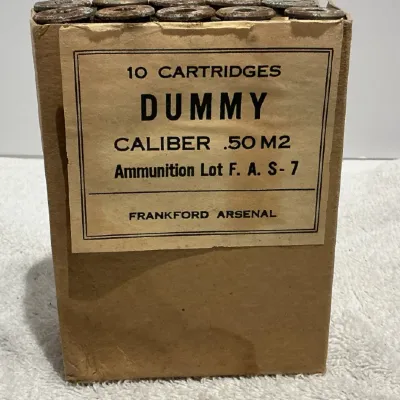 10 CARTRIDGES
DUMMY
CALIBER .50 M2
Ammunition Lot F. A. S-7
FRANKFORD ARSENAL